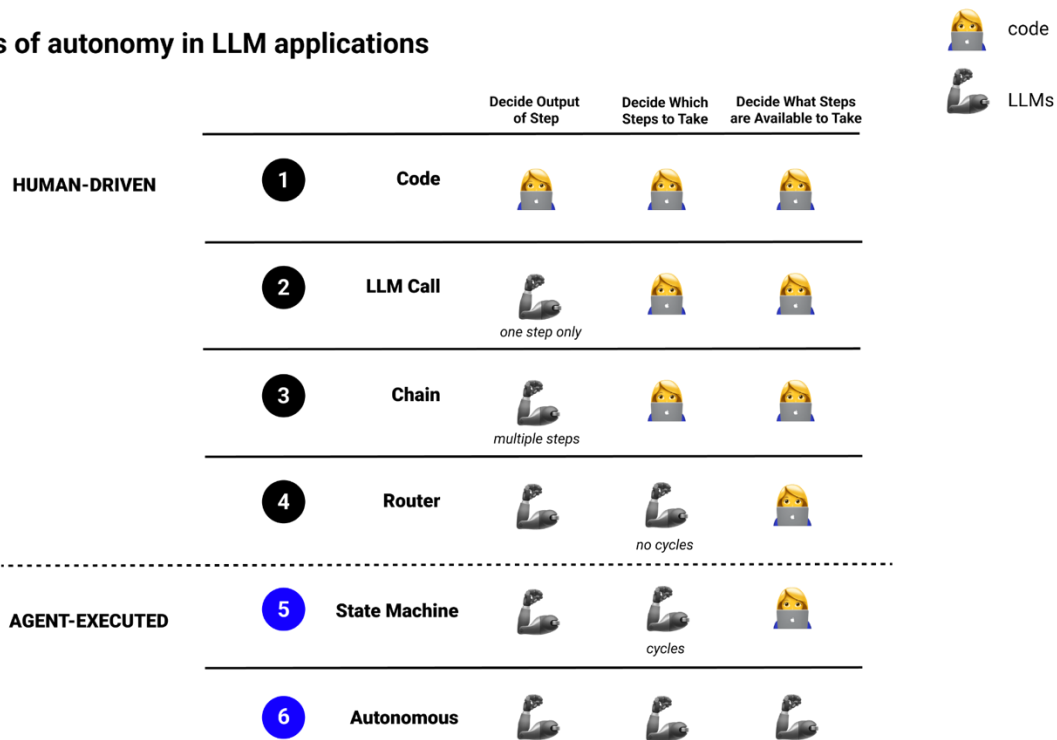 s of autonomy in LLM applications
code
LLMs
Decide Output
of Step
Decide Which
Steps to Take
Decide What Steps
are Available to Take
HUMAN-DRIVEN
1
Code
2
LLM Call
one step only
3
Chain
multiple steps
4
Router
no cycles
AGENT-EXECUTED
5
State Machine
cycles
6
Autonomous